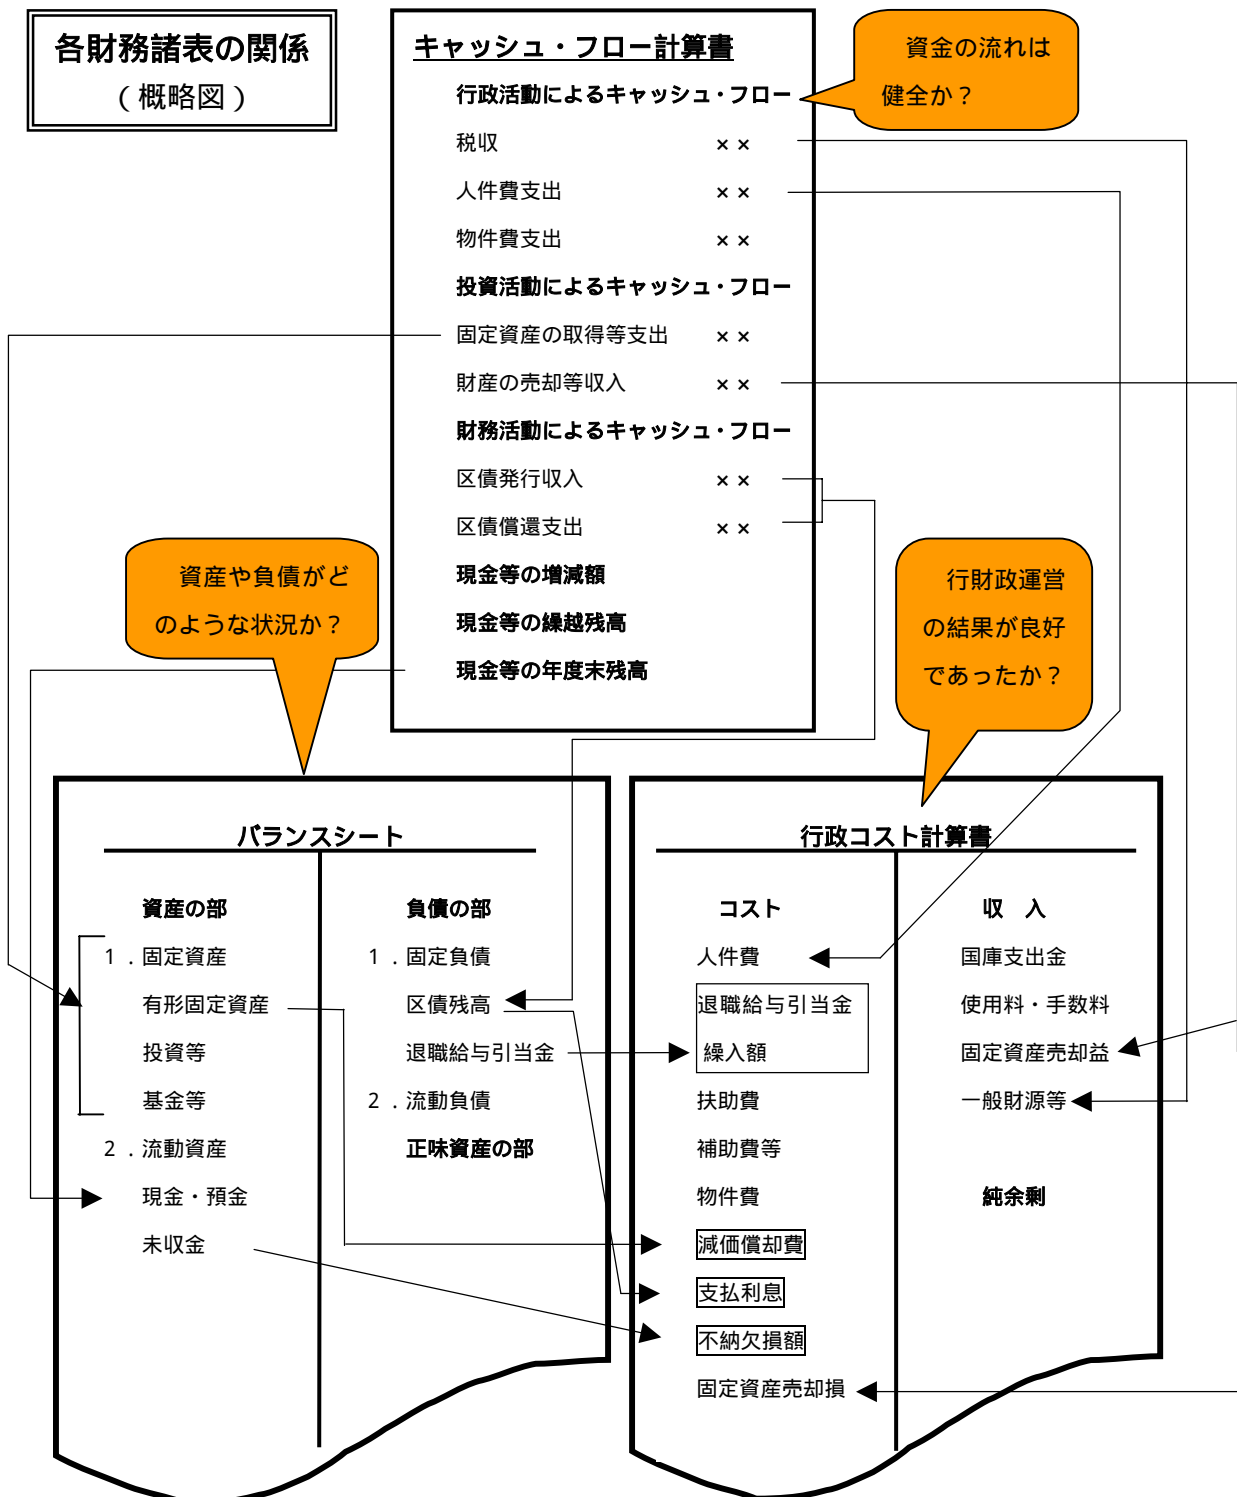 各財務諸表の関係
（概略図）
キャッシュ・フロー計算書
行政活動によるキャッシュ・フロー
税収 ××
人件費支出 ××
物件費支出 ××
投資活動によるキャッシュ・フロー
固定資産の取得等支出 ××
財産の売却等収入 ××
財務活動によるキャッシュ・フロー
区債発行収入 ××
区債償還支出 ××
現金等の増減額
現金等の繰越残高
現金等の年度末残高
資金の流れは
健全か？
資産や負債がど
のような状況か？
行財政運営
の結果が良好
であったか？
バランスシート
資産の部
1．固定資産
有形固定資産
投資等
基金等
2．流動資産
現金・預金
未収金
負債の部
1．固定負債
区債残高
退職給与引当金
2．流動負債
正味資産の部
行政コスト計算書
コスト
人件費
退職給与引当金
繰入額
扶助費
補助費等
物件費
減価償却費
支払利息
不納欠損額
固定資産売却損
収　入
国庫支出金
使用料・手数料
固定資産売却益
一般財源等
純余剰